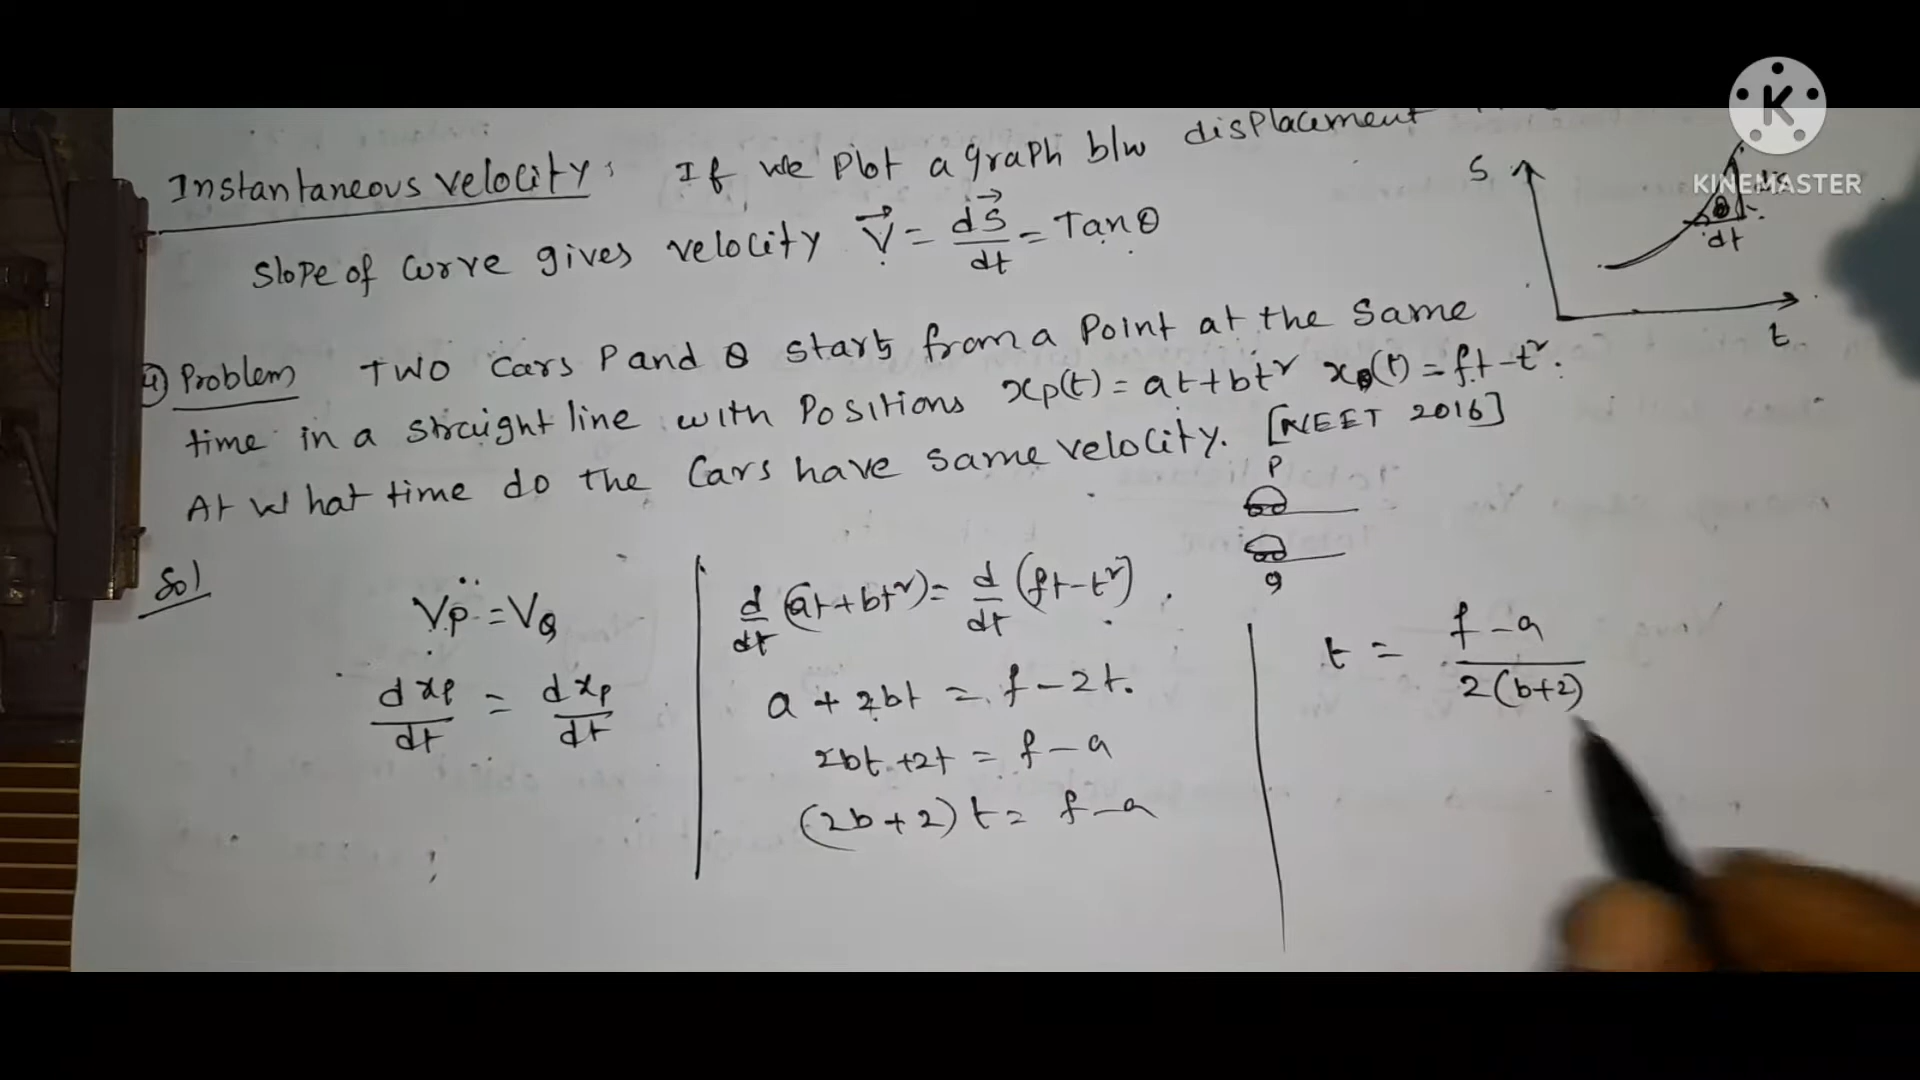 Instantaneous velocity: If we Plot a graph b/w displacement
Slope of Curve gives velocity V⃗ = dS⃗/dt = Tanθ
S
ds
θ
dt
t
KINEMASTER
K
4) Problem Two Cars P and Q starts from a Point at the Same
time in a straight line with Positions xP(t) = at+bt² xQ(t) = ft-t².
At what time do the Cars have same velocity. [NEET 2016]
P
Q
Sol
VP = VQ
dxP/dt = dxP/dt
d/dt (at+bt²) = d/dt (ft-t²)
a + 2bt = f - 2t.
2bt + 2t = f - a
(2b+2) t = f - a
t = f-a / 2(b+2)